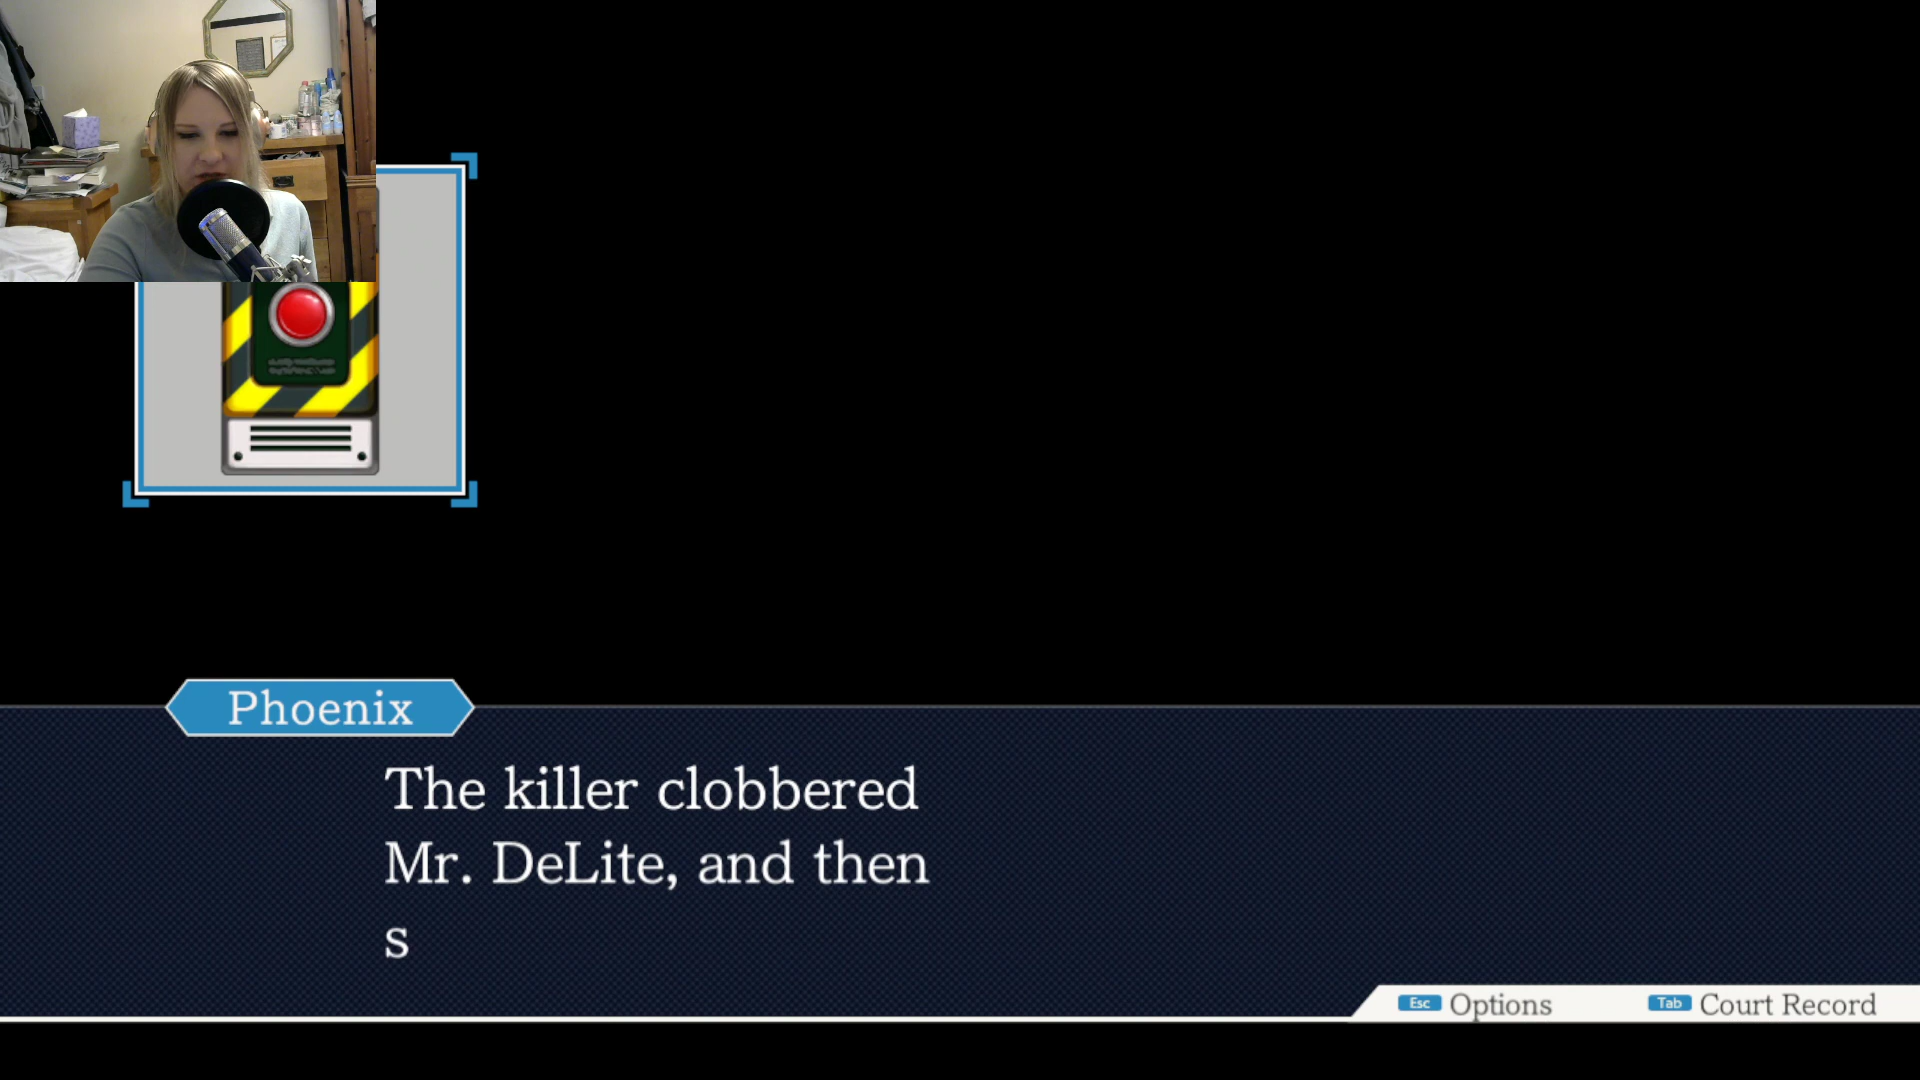 Phoenix
The killer clobbered
Mr. DeLite, and then
s
Esc Options
Tab Court Record